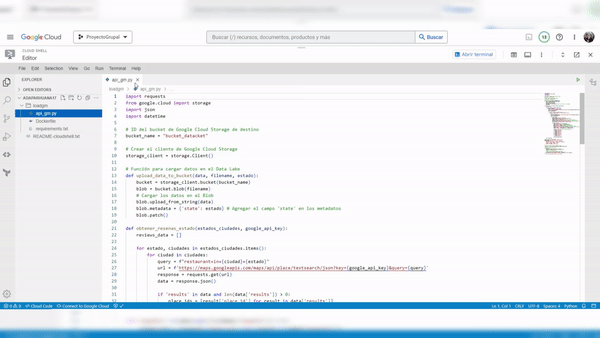 Google Cloud
ProyectoGrupal
Buscar (/) recursos, documentos, productos y más
Buscar
13
CLOUD SHELL
Editor
Abrir terminal
File Edit Selection View Go Run Terminal Help
EXPLORER
OPEN EDITORS
loadgm
api_gm.py
Dockerfile
requirements.txt
README-cloudshell.txt
api_gm.py
loadgm > api_gm.py > ...
1 import requests
2 from google.cloud import storage
3 import json
4 import datetime
5
6 # ID del bucket de Google Cloud Storage de destino
7 bucket_name = "bucket_datacket"
8
9 # Crear el cliente de Google Cloud Storage
10 storage_client = storage.Client()
11
12 # Función para cargar datos en el Data Lake
13 def upload_data_to_bucket(data, filename, estado):
14 bucket = storage_client.bucket(bucket_name)
15 blob = bucket.blob(filename)
16 # Cargar los datos en el Blob
17 blob.upload_from_string(data)
18 blob.metadata = {'state': estado} # Agregar el campo 'state' en los metadatos
19 blob.patch()
20
21 def obtener_resenas_estado(estados_ciudades, google_api_key):
22 reviews_data = []
23
24 for estado, ciudades in estados_ciudades.items():
25 for ciudad in ciudades:
26 query = f"restaurant+in+{ciudad}+{estado}"
27 url = f'https://maps.googleapis.com/maps/api/place/textsearch/json?key={google_api_key}&query={query}'
28 response = requests.get(url)
29 data = response.json()
30
31 if 'results' in data and len(data['results']) > 0:
32 place_ids = [result['place_id'] for result in data['results']]
0 0 Cloud Code Connect to Google Cloud
Ln 1, Col 1 CRLF UTF-8 Spaces: 4 Python